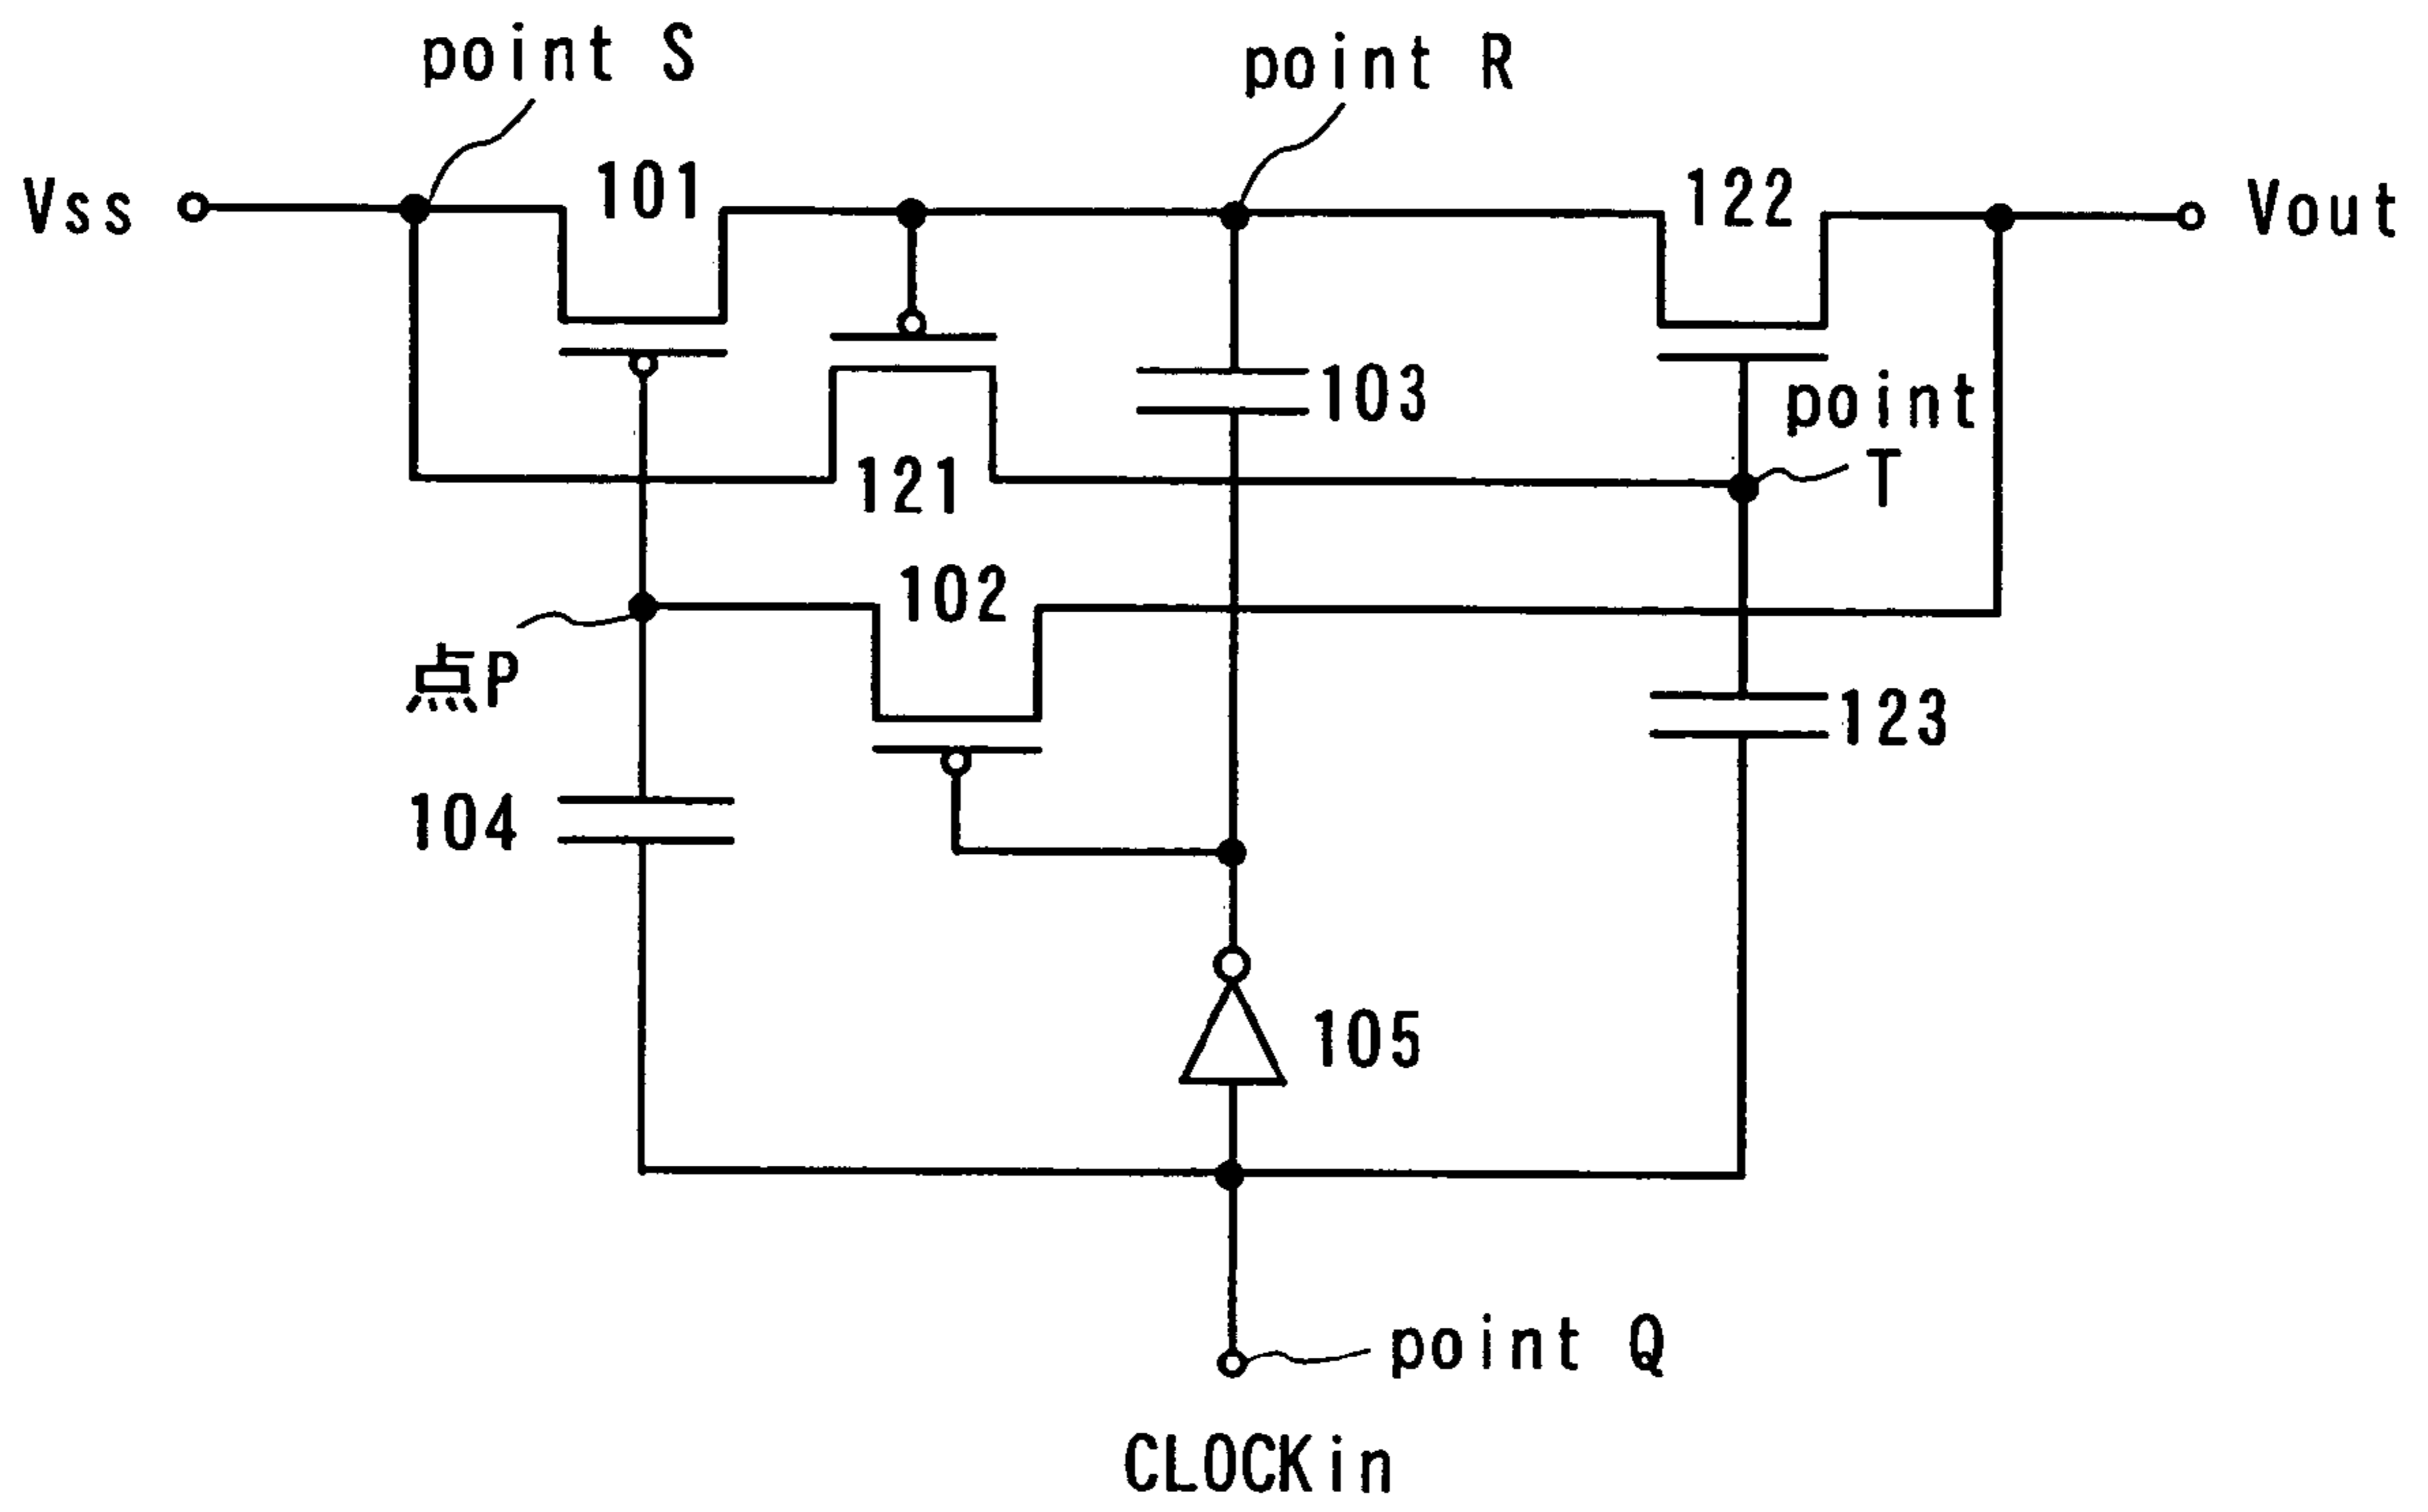 point S
point R
Vss
101
122
Vout
103
point
T
121
102
点P
123
104
105
point Q
CLOCKin